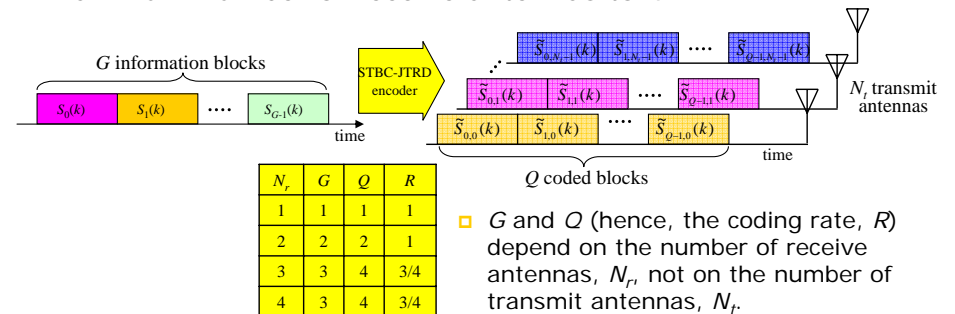 G information blocks
S0(k) S1(k) .... SG-1(k)
time
STBC-JTRD
encoder
S̃0,Nt−1(k) S̃1,Nt−1(k) .... S̃Q−1,Nt−1(k)
S̃0,1(k) S̃1,1(k) .... S̃Q−1,1(k)
S̃0,0(k) S̃1,0(k) .... S̃Q−1,0(k)
Nt transmit
antennas
time
Q coded blocks
Nr G Q R
1 1 1 1
2 2 2 1
3 3 4 3/4
4 3 4 3/4
G and Q (hence, the coding rate, R)
depend on the number of receive
antennas, Nr, not on the number of
transmit antennas, Nt.